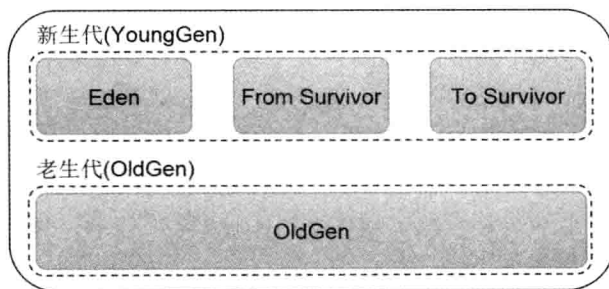 新生代(YoungGen)
Eden
From Survivor
To Survivor
老生代(OldGen)
OldGen